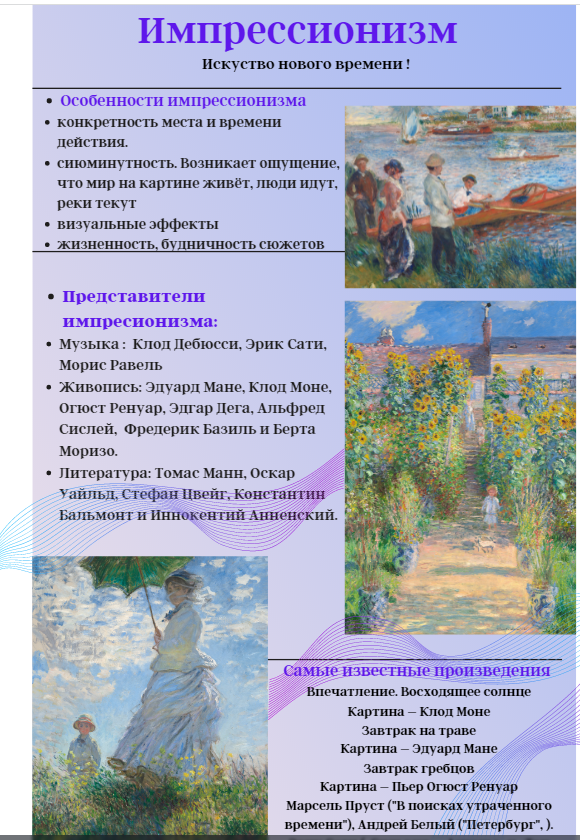 Импрессионизм
Искуство нового времени !
Особенности импрессионизма
конкретность места и времени
действия.
сиюминутность. Возникает ощущение,
что мир на картине живёт, люди идут,
реки текут
визуальные эффекты
жизненность, будничность сюжетов
Представители
импресионизма:
Музыка : Клод Дебюсси, Эрик Сати,
Морис Равель
Живопись: Эдуард Мане, Клод Моне,
Огюст Ренуар, Эдгар Дега, Альфред
Сислей, Фредерик Базиль и Берта
Моризо.
Литература: Томас Манн, Оскар
Уайльд, Стефан Цвейг, Константин
Бальмонт и Иннокентий Анненский.
Самые известные произведения
Впечатление. Восходящее солнце
Картина – Клод Моне
Завтрак на траве
Картина – Эдуард Мане
Завтрак гребцов
Картина – Пьер Огюст Ренуар
Марсель Пруст ("В поисках утраченного
времени"), Андрей Белый ("Петербург", ).